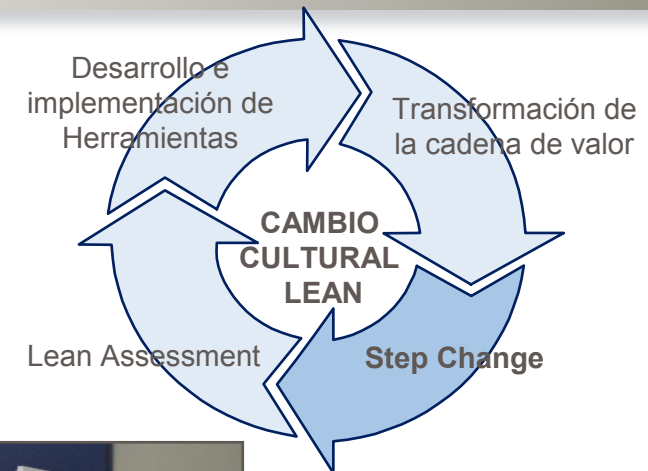 Desarrollo e
implementación de
Herramientas
Transformación de
la cadena de valor
CAMBIO
CULTURAL
LEAN
Lean Assessment
Step Change